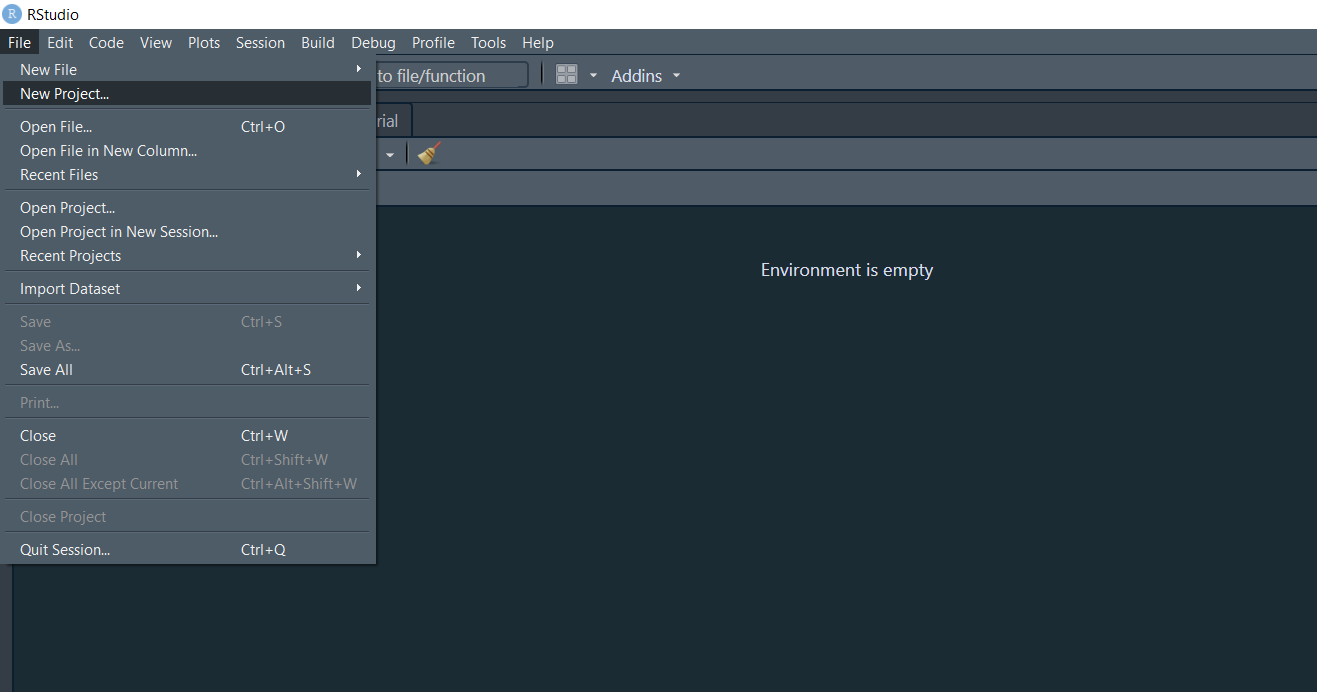 R RStudio
File Edit Code View Plots Session Build Debug Profile Tools Help
to file/function Addins
rial
New File
New Project...
Open File... Ctrl+O
Open File in New Column...
Recent Files
Open Project...
Open Project in New Session...
Recent Projects
Import Dataset
Save Ctrl+S
Save As...
Save All Ctrl+Alt+S
Print...
Close Ctrl+W
Close All Ctrl+Shift+W
Close All Except Current Ctrl+Alt+Shift+W
Close Project
Quit Session... Ctrl+Q
Environment is empty